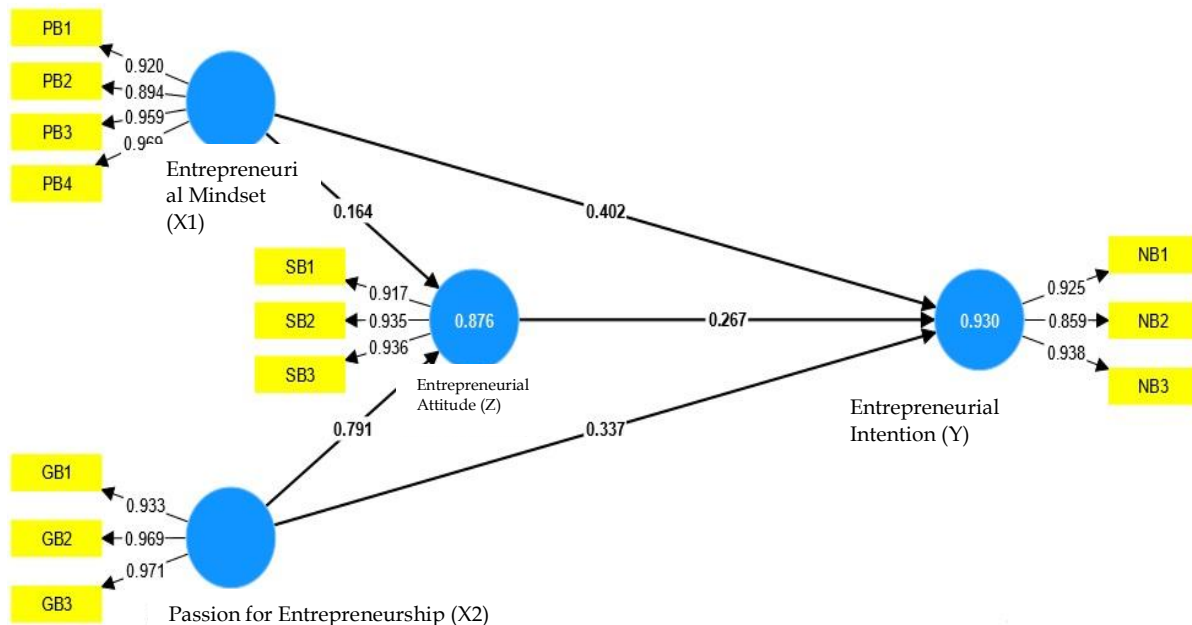 PB1
0.920
PB2
0.894
PB3
0.959
PB4
0.969
Entrepreneuri
al Mindset
(X1)
0.164
0.402
SB1
0.917
SB2
0.935
SB3
0.936
0.876
Entrepreneurial
Attitude (Z)
0.267
0.930
NB1
0.925
NB2
0.859
NB3
0.938
Entrepreneurial
Intention (Y)
0.791
0.337
GB1
0.933
GB2
0.969
GB3
0.971
Passion for Entrepreneurship (X2)